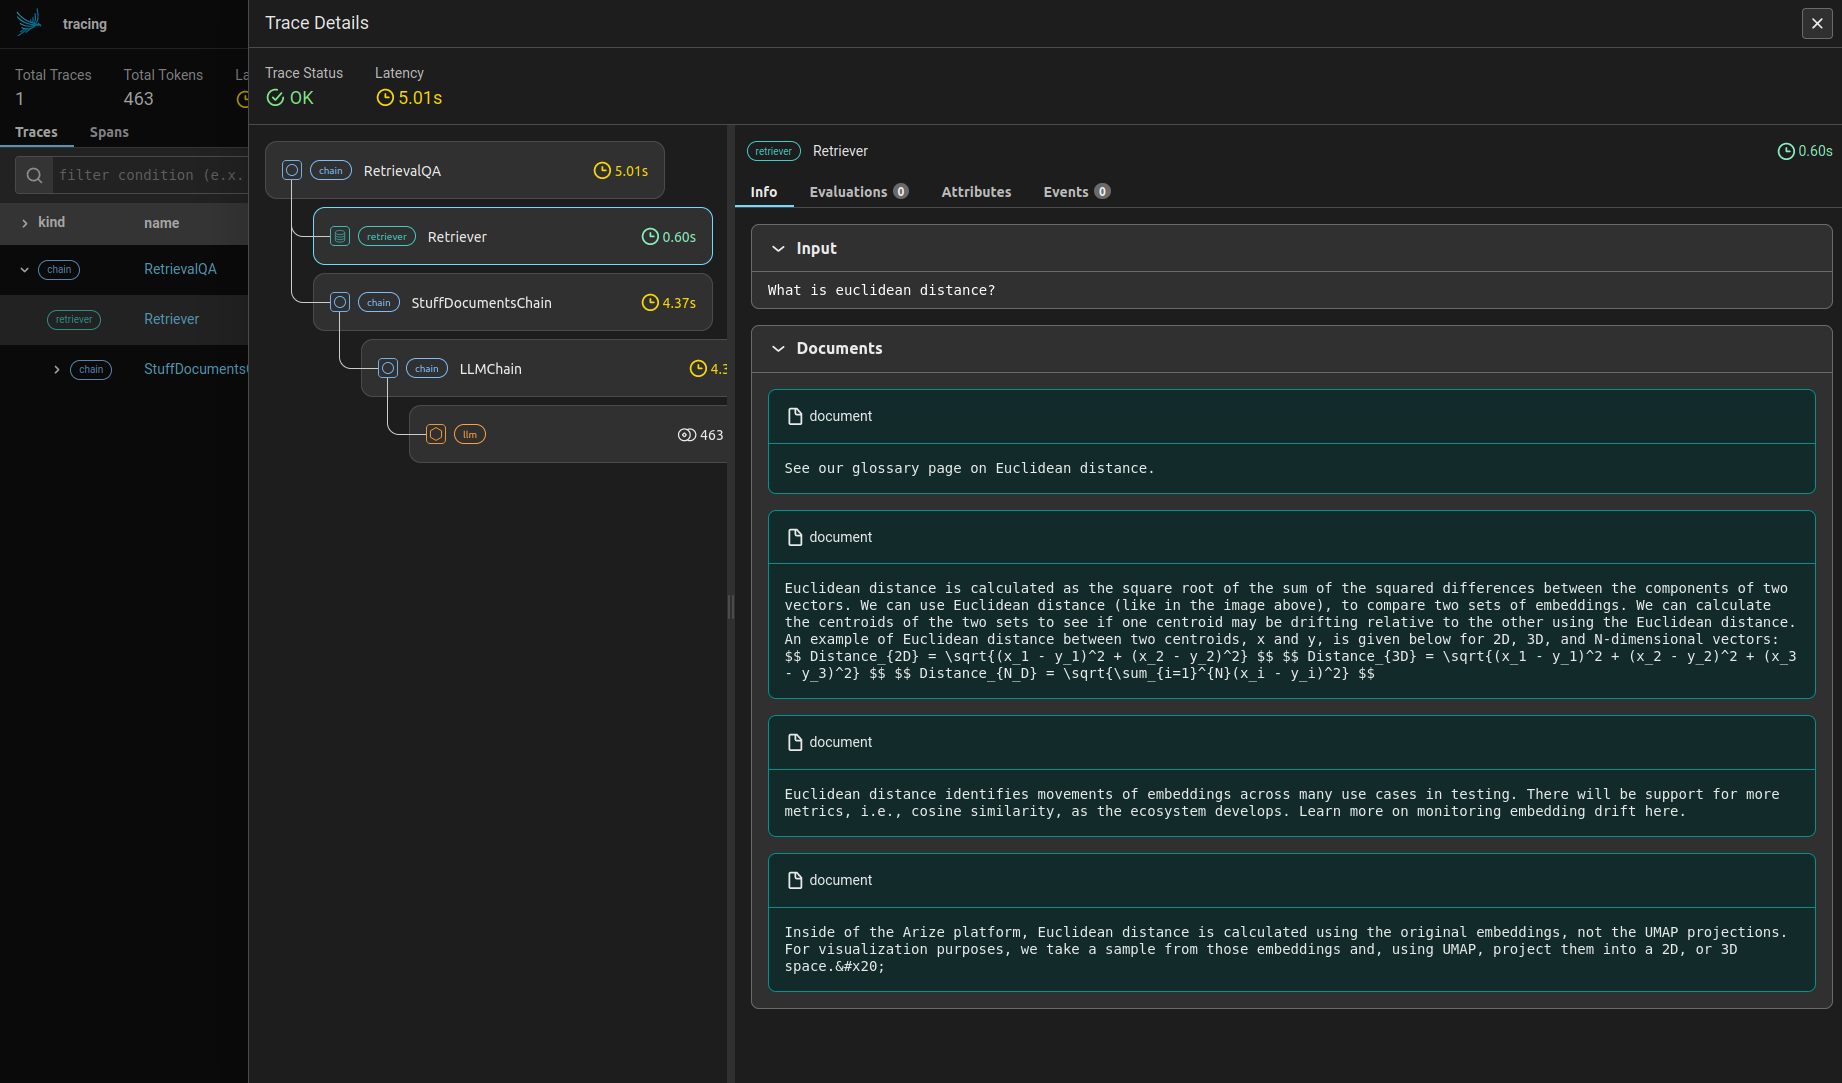 tracing
Total Traces
Total Tokens
La
1
463
Traces
Spans
filter condition (e.x.
kind
name
chain
RetrievalQA
retriever
Retriever
chain
StuffDocuments
Trace Details
Trace Status
Latency
OK
5.01s
chain
RetrievalQA
5.01s
retriever
Retriever
0.60s
chain
StuffDocumentsChain
4.37s
chain
LLMChain
4.3
llm
463
retriever
Retriever
0.60s
Info
Evaluations 0
Attributes
Events 0
Input
What is euclidean distance?
Documents
document
See our glossary page on Euclidean distance.
document
Euclidean distance is calculated as the square root of the sum of the squared differences between the components of two
vectors. We can use Euclidean distance (like in the image above), to compare two sets of embeddings. We can calculate
the centroids of the two sets to see if one centroid may be drifting relative to the other using the Euclidean distance.
An example of Euclidean distance between two centroids, x and y, is given below for 2D, 3D, and N-dimensional vectors:
$$ Distance_{2D} = \sqrt{(x_1 - y_1)^2 + (x_2 - y_2)^2} $$ $$ Distance_{3D} = \sqrt{(x_1 - y_1)^2 + (x_2 - y_2)^2 + (x_3
- y_3)^2} $$ $$ Distance_{N_D} = \sqrt{\sum_{i=1}^{N}(x_i - y_i)^2} $$
document
Euclidean distance identifies movements of embeddings across many use cases in testing. There will be support for more
metrics, i.e., cosine similarity, as the ecosystem develops. Learn more on monitoring embedding drift here.
document
Inside of the Arize platform, Euclidean distance is calculated using the original embeddings, not the UMAP projections.
For visualization purposes, we take a sample from those embeddings and, using UMAP, project them into a 2D, or 3D
space.&#x20;